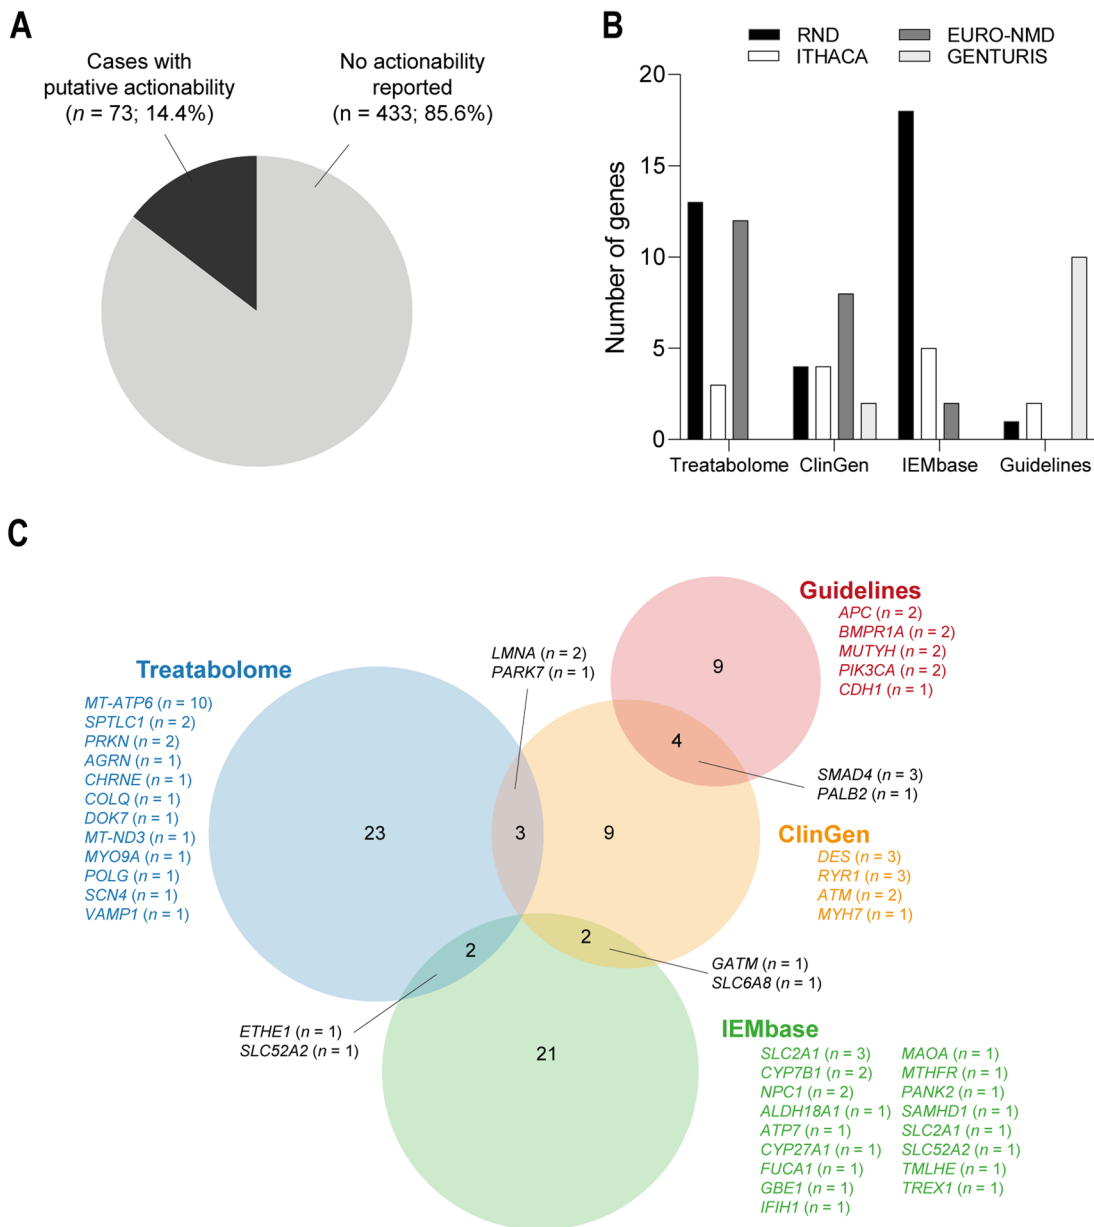 A
Cases with
putative actionability
(n = 73; 14.4%)
No actionability
reported
(n = 433; 85.6%)
B
RND
ITHACA
EURO-NMD
GENTURIS
Number of genes
20
15
10
5
0
Treatabolome
ClinGen
IEMbase
Guidelines
C
Guidelines
APC (n = 2)
BMPR1A (n = 2)
MUTYH (n = 2)
PIK3CA (n = 2)
CDH1 (n = 1)
LMNA (n = 2)
PARK7 (n = 1)
Treatabolome
MT-ATP6 (n = 10)
SPTLC1 (n = 2)
PRKN (n = 2)
AGRN (n = 1)
CHRNE (n = 1)
COLQ (n = 1)
DOK7 (n = 1)
MT-ND3 (n = 1)
MYO9A (n = 1)
POLG (n = 1)
SCN4 (n = 1)
VAMP1 (n = 1)
9
4
23
3
9
2
2
21
SMAD4 (n = 3)
PALB2 (n = 1)
ClinGen
DES (n = 3)
RYR1 (n = 3)
ATM (n = 2)
MYH7 (n = 1)
GATM (n = 1)
SLC6A8 (n = 1)
ETHE1 (n = 1)
SLC52A2 (n = 1)
IEMbase
SLC2A1 (n = 3)
CYP7B1 (n = 2)
NPC1 (n = 2)
ALDH18A1 (n = 1)
ATP7 (n = 1)
CYP27A1 (n = 1)
FUCA1 (n = 1)
GBE1 (n = 1)
IFIH1 (n = 1)
MAOA (n = 1)
MTHFR (n = 1)
PANK2 (n = 1)
SAMHD1 (n = 1)
SLC2A1 (n = 1)
SLC52A2 (n = 1)
TMLHE (n = 1)
TREX1 (n = 1)